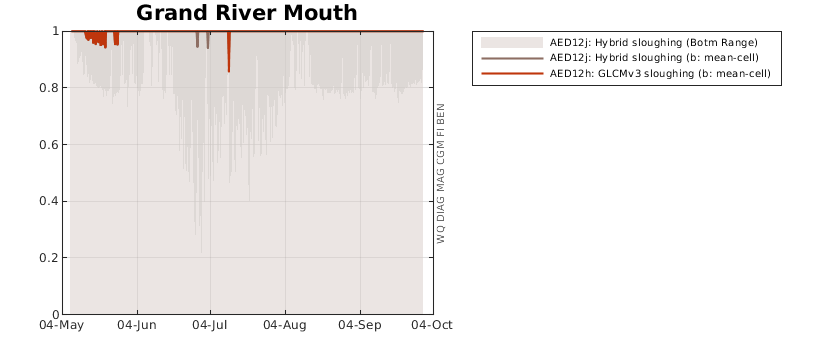 Grand River Mouth
1
0.8
0.6
0.4
0.2
0
04-May 04-Jun 04-Jul 04-Aug 04-Sep 04-Oct
WQ DIAG MAG CGM FI BEN
AED12j: Hybrid sloughing (Botm Range)
AED12j: Hybrid sloughing (b: mean-cell)
AED12h: GLCMv3 sloughing (b: mean-cell)